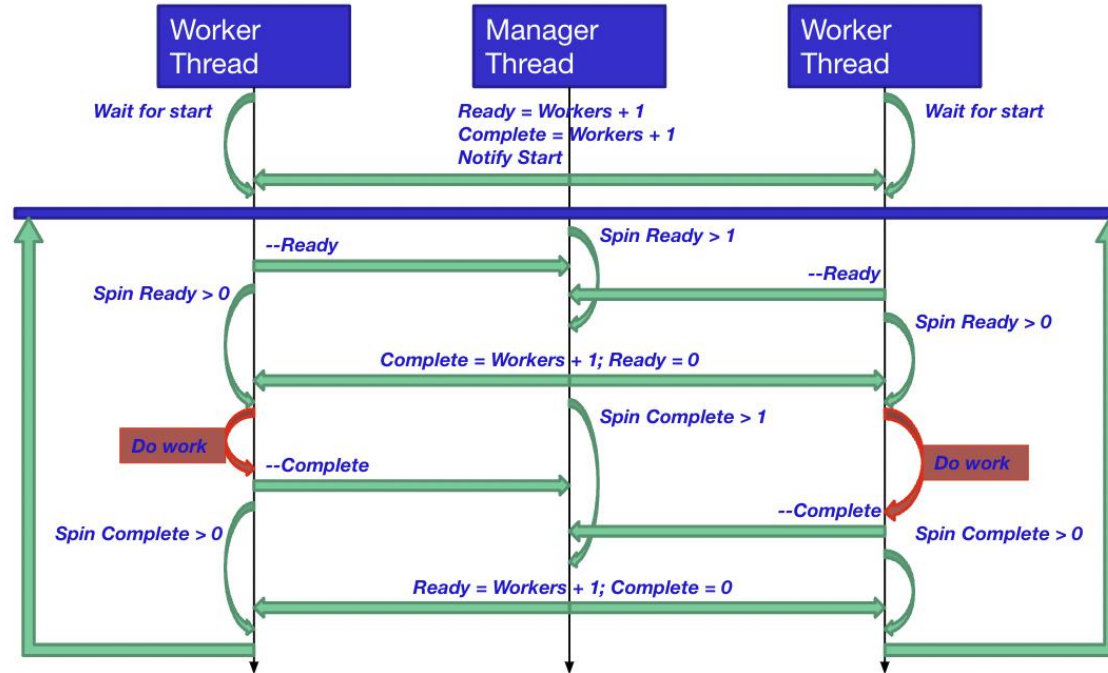 Worker
Thread
Manager
Thread
Worker
Thread
Wait for start
Ready = Workers + 1
Complete = Workers + 1
Notify Start
Wait for start
Spin Ready > 1
--Ready
--Ready
Spin Ready > 0
Spin Ready > 0
Complete = Workers + 1; Ready = 0
Spin Complete > 1
Do work
Do work
--Complete
--Complete
Spin Complete > 0
Spin Complete > 0
Ready = Workers + 1; Complete = 0